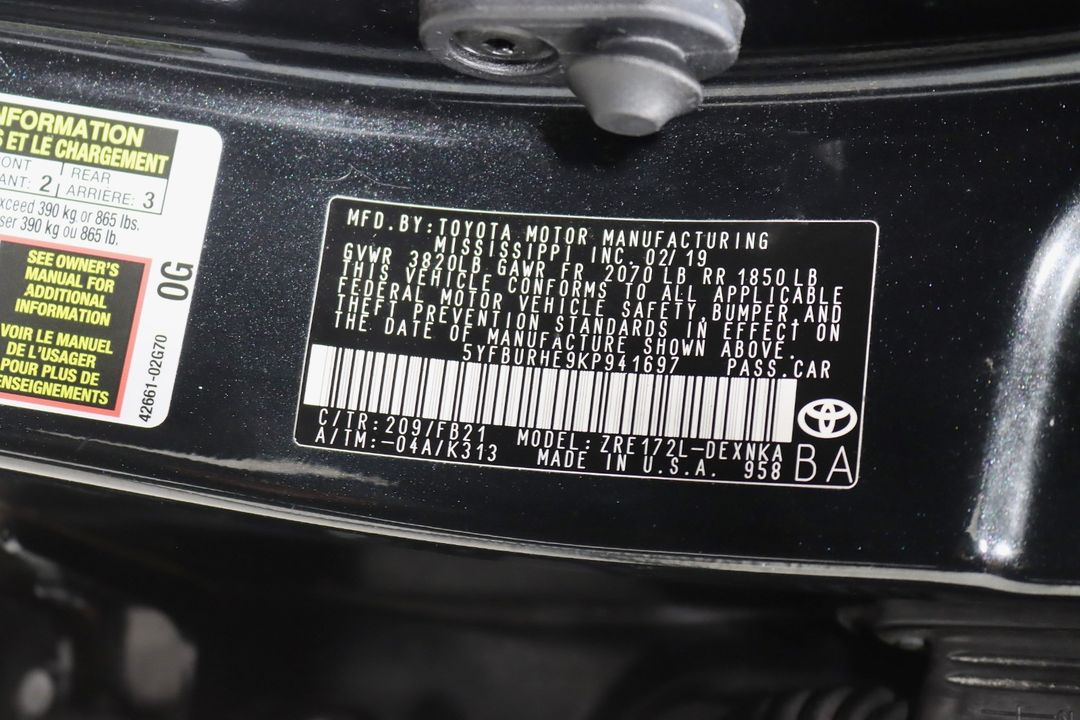 NFORMATION
S ET LE CHARGEMENT
ONT REAR
ANT: 2 ARRIÈRE: 3
xceed 390 kg or 865 lbs.
ser 390 kg ou 865 lb.
SEE OWNER'S
MANUAL FOR
ADDITIONAL
INFORMATION
VOIR LE MANUEL
DE L'USAGER
POUR PLUS DE
ENSEIGNEMENTS
0G
42661-02G70
MFD.BY:TOYOTA MOTOR MANUFACTURING
MISSISSIPPI INC. 02/19
GVWR 3820LB GAWR FR 2070 LB RR 1850 LB
THIS VEHICLE CONFORMS TO ALL APPLICABLE
FEDERAL MOTOR VEHICLE SAFETY,BUMPER,AND
THEFT PREVENTION STANDARDS IN EFFECT ON
THE DATE OF MANUFACTURE SHOWN ABOVE.
5YFBURHE9KP941697 PASS.CAR
C/TR:209/FB21 MODEL:ZRE172L-DEXNKA
A/TM:-04A/K313 MADE IN U.S.A. 958 BA